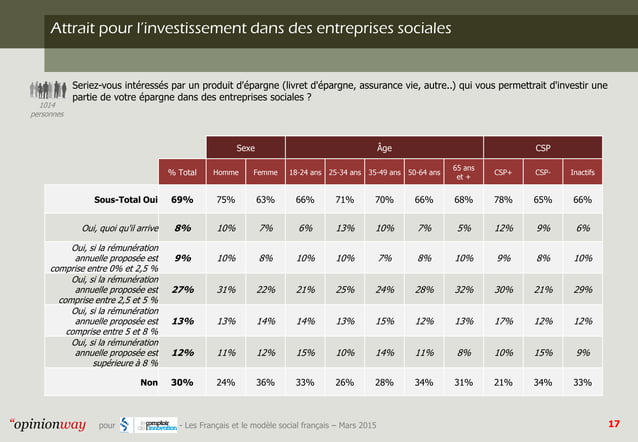 Attrait pour l'investissement dans des entreprises sociales
1014
personnes
Seriez-vous intéressés par un produit d'épargne (livret d'épargne, assurance vie, autre..) qui vous permettrait d'investir une
partie de votre épargne dans des entreprises sociales ?
Sexe Âge CSP
% Total Homme Femme 18-24 ans 25-34 ans 35-49 ans 50-64 ans 65 ans et + CSP+ CSP- Inactifs
Sous-Total Oui 69% 75% 63% 66% 71% 70% 66% 68% 78% 65% 66%
Oui, quoi qu'il arrive 8% 10% 7% 6% 13% 10% 7% 5% 12% 9% 6%
Oui, si la rémunération
annuelle proposée est
comprise entre 0% et 2,5 %
9% 10% 8% 10% 10% 7% 8% 10% 9% 8% 10%
Oui, si la rémunération
annuelle proposée est
comprise entre 2,5 et 5 %
27% 31% 22% 21% 25% 24% 28% 32% 30% 21% 29%
Oui, si la rémunération
annuelle proposée est
comprise entre 5 et 8 %
13% 13% 14% 14% 13% 15% 12% 13% 17% 12% 12%
Oui, si la rémunération
annuelle proposée est
supérieure à 8 %
12% 11% 12% 15% 10% 14% 11% 8% 10% 15% 9%
Non 30% 24% 36% 33% 26% 28% 34% 31% 21% 34% 33%
“opinionway pour le comptoir de l'innovation - Les Français et le modèle social français – Mars 2015 17